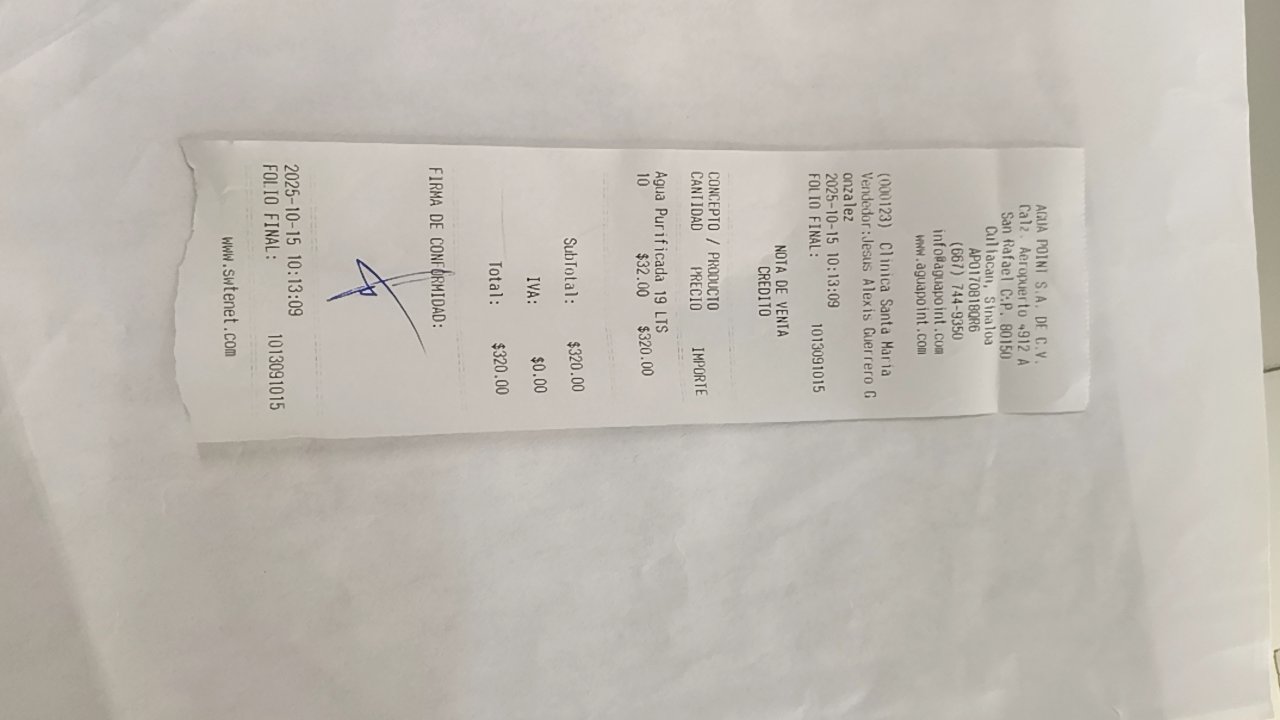 AGUA POINT S.A. DE C.V.
Calz. Aeropuerto 4912 A
San Rafael C.P. 80150
Culiacan, Sinaloa
APO170818QR6
(667) 744-9350
info@aguapoint.com
www.aguapoint.com
(000123) Clinica Santa Maria
Vendedor:Jesus Alexis Guerrero G
onzalez
2025-10-15 10:13:09
FOLIO FINAL: 1013091015
NOTA DE VENTA
CREDITO
CONCEPTO / PRODUCTO
CANTIDAD PRECIO IMPORTE
Agua Purificada 19 LTS
10 $32.00 $320.00
SubTotal: $320.00
IVA: $0.00
Total: $320.00
FIRMA DE CONFORMIDAD:
2025-10-15 10:13:09
FOLIO FINAL: 1013091015
www.swtenet.com